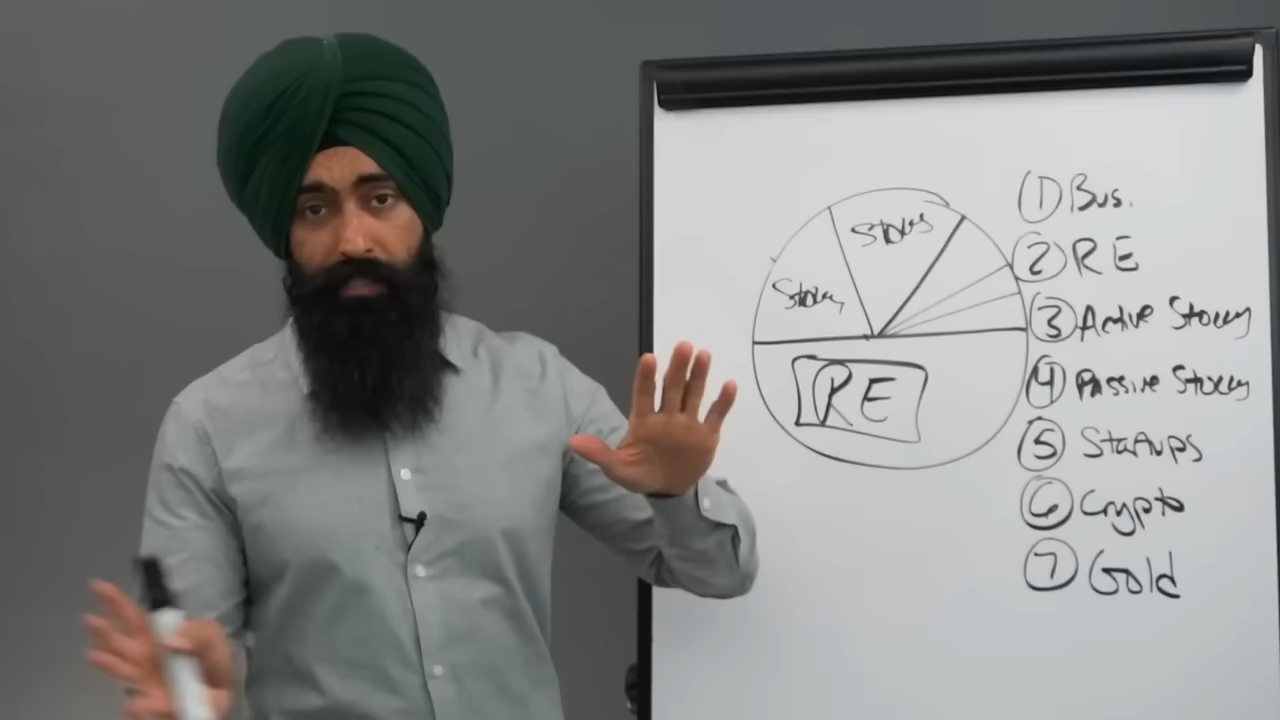 Stocks
Stocks
RE
① Bus.
② RE
③ Active Stocks
④ Passive Stocks
⑤ Startups
⑥ Crypto
⑦ Gold